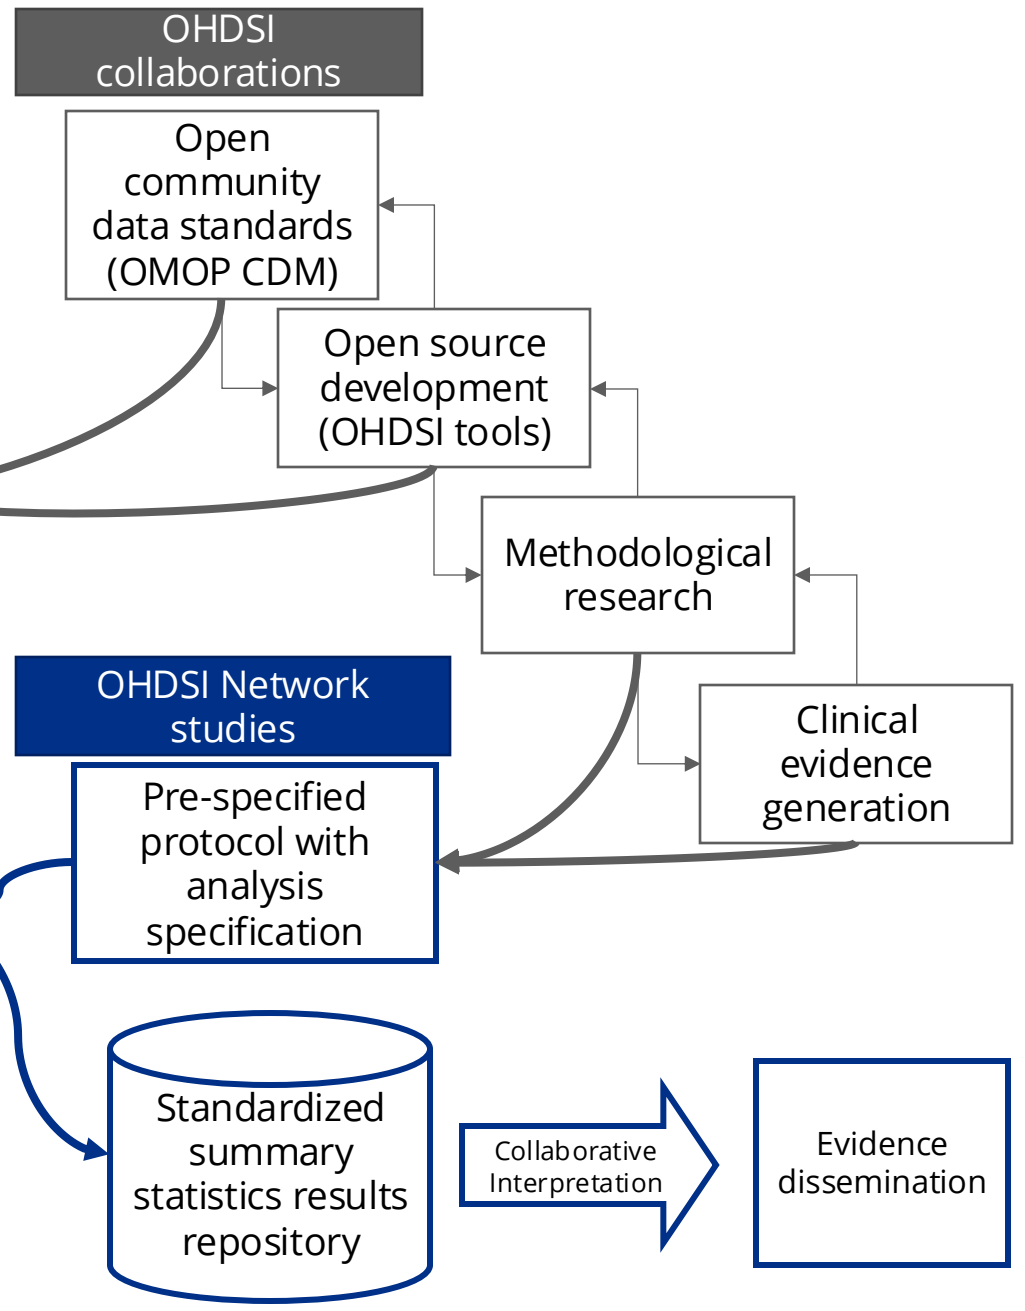 OHDSI
collaborations
Open
community
data standards
(OMOP CDM)
Open source
development
(OHDSI tools)
Methodological
research
Clinical
evidence
generation
OHDSI Network
studies
Pre-specified
protocol with
analysis
specification
Standardized
summary
statistics results
repository
Collaborative
Interpretation
Evidence
dissemination